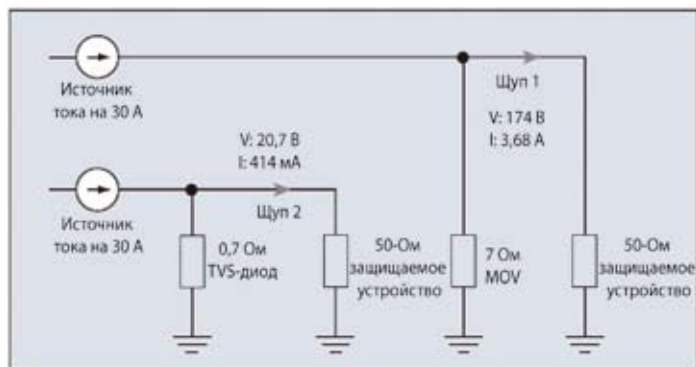 Источник
тока на 30 А
Щуп 1
V: 174 В
I: 3,68 А
V: 20,7 В
I: 414 мА
Щуп 2
Источник
тока на 30 А
0,7 Ом
TVS-диод
50-Ом
защищаемое
устройство
7 Ом
MOV
50-Ом
защищаемое
устройство